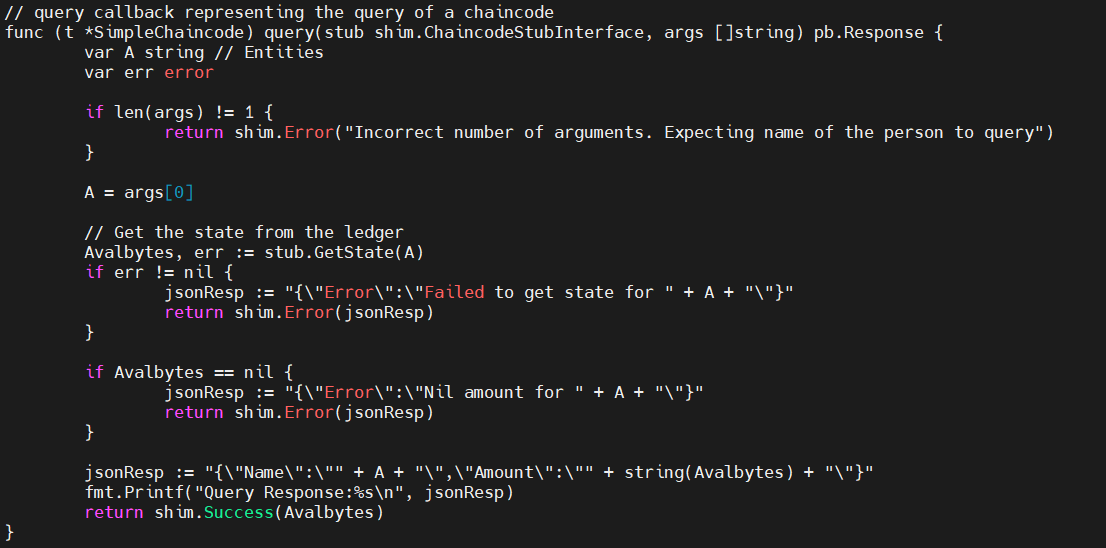 // query callback representing the query of a chaincode
func (t *SimpleChaincode) query(stub shim.ChaincodeStubInterface, args []string) pb.Response {
        var A string // Entities
        var err error

        if len(args) != 1 {
                return shim.Error("Incorrect number of arguments. Expecting name of the person to query")
        }

        A = args[0]

        // Get the state from the ledger
        Avalbytes, err := stub.GetState(A)
        if err != nil {
                jsonResp := "{\"Error\":\"Failed to get state for " + A + "\"}"
                return shim.Error(jsonResp)
        }

        if Avalbytes == nil {
                jsonResp := "{\"Error\":\"Nil amount for " + A + "\"}"
                return shim.Error(jsonResp)
        }

        jsonResp := "{\"Name\":\"" + A + "\",\"Amount\":\"" + string(Avalbytes) + "\"}"
        fmt.Printf("Query Response:%s\n", jsonResp)
        return shim.Success(Avalbytes)
}